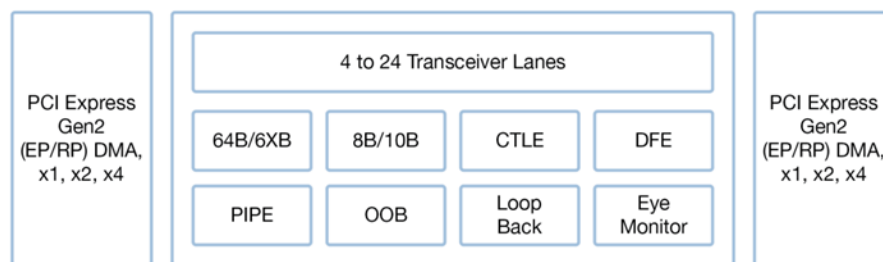 PCI Express
Gen2
(EP/RP) DMA,
x1, x2, x4
4 to 24 Transceiver Lanes
64B/6XB
8B/10B
CTLE
DFE
PIPE
OOB
Loop
Back
Eye
Monitor
PCI Express
Gen2
(EP/RP) DMA,
x1, x2, x4